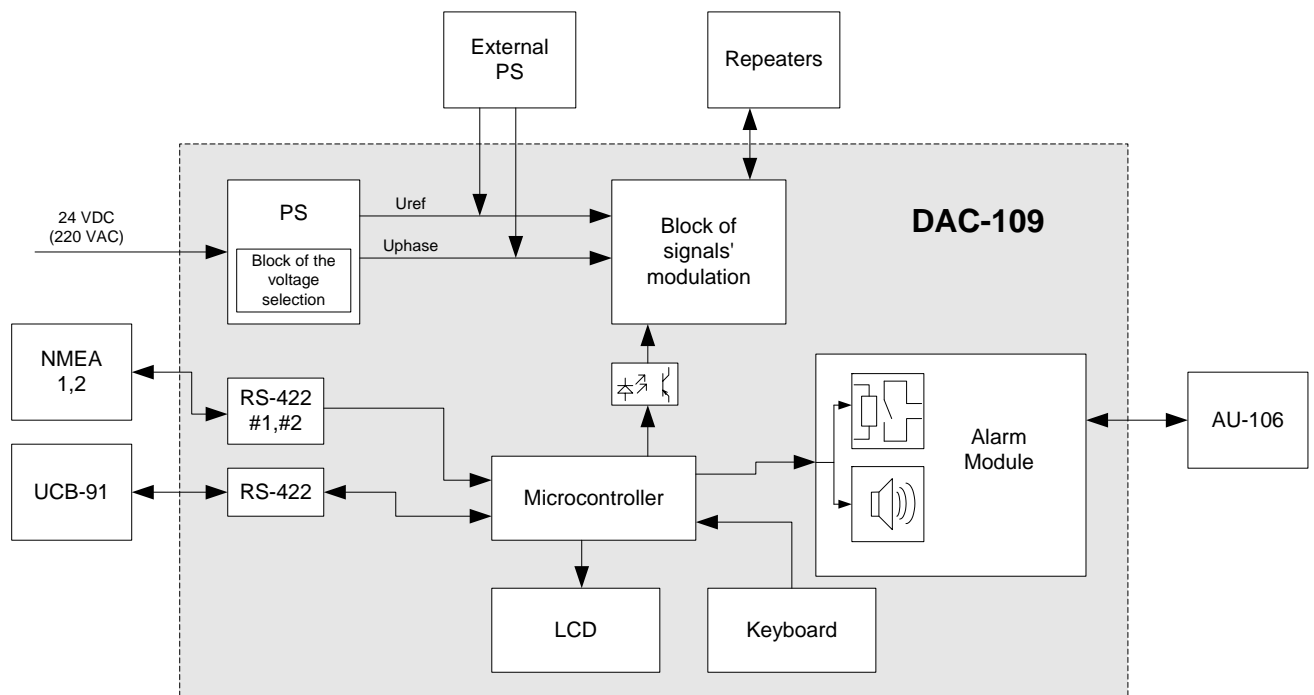 External
PS
Repeaters
24 VDC
(220 VAC)
PS
Block of the
voltage
selection
Uref
Uphase
Block of
signals'
modulation
DAC-109
NMEA
1,2
RS-422
#1,#2
UCB-91
RS-422
Microcontroller
Alarm
Module
AU-106
LCD
Keyboard